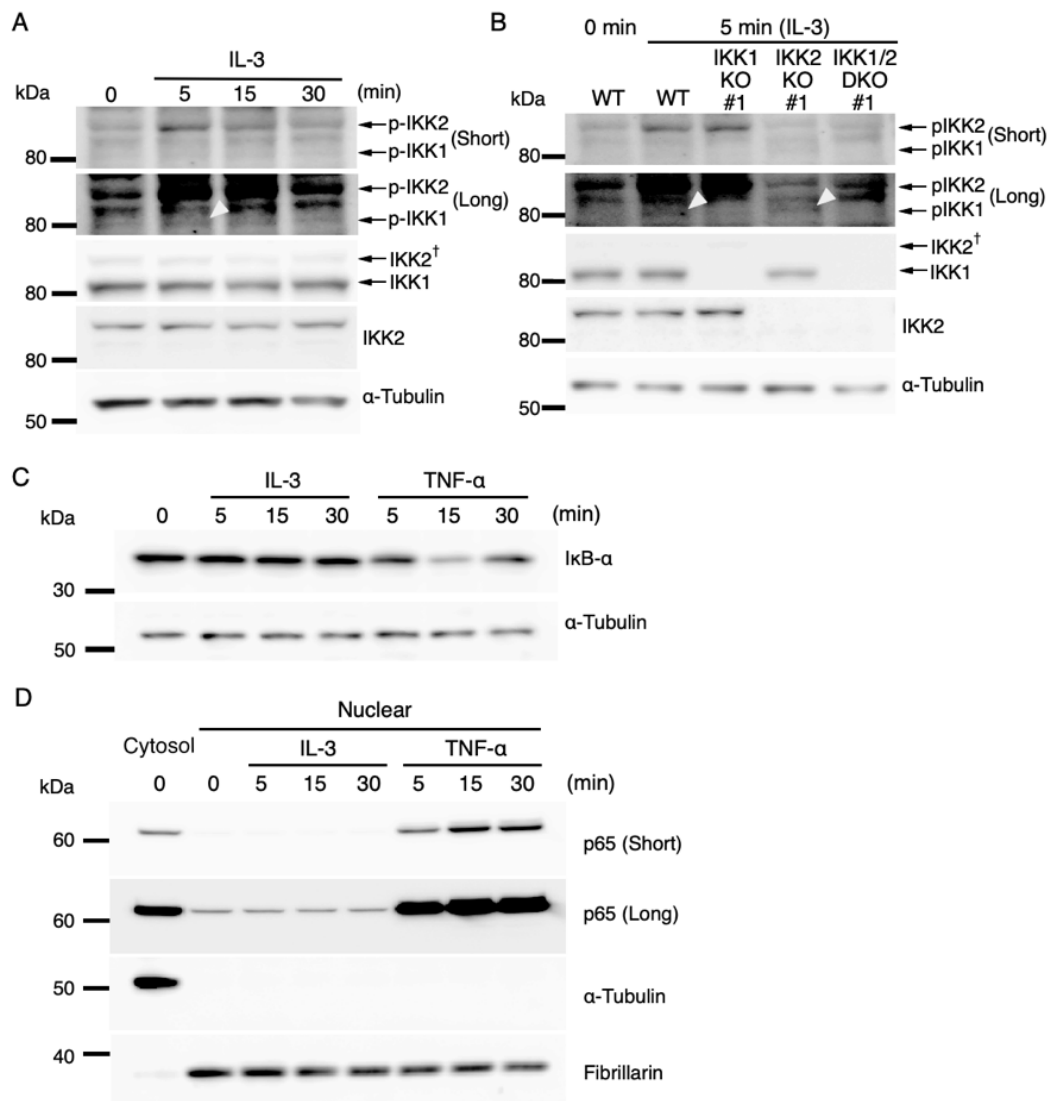 A
IL-3
kDa 0 5 15 30 (min)
p-IKK2
(Short)
p-IKK1
80
p-IKK2
(Long)
p-IKK1
80
IKK2†
IKK1
80
IKK2
80
α-Tubulin
50
B
0 min 5 min (IL-3)
IKK1 IKK2 IKK1/2
KO KO DKO
kDa WT WT #1 #1 #1
pIKK2
(Short)
pIKK1
80
pIKK2
(Long)
pIKK1
80
IKK2†
IKK1
80
IKK2
80
α-Tubulin
50
C
IL-3 TNF-α
kDa 0 5 15 30 5 15 30 (min)
IκB-α
30
α-Tubulin
50
D
Nuclear
Cytosol IL-3 TNF-α
kDa 0 0 5 15 30 5 15 30 (min)
60
p65 (Short)
60
p65 (Long)
50
α-Tubulin
40
Fibrillarin